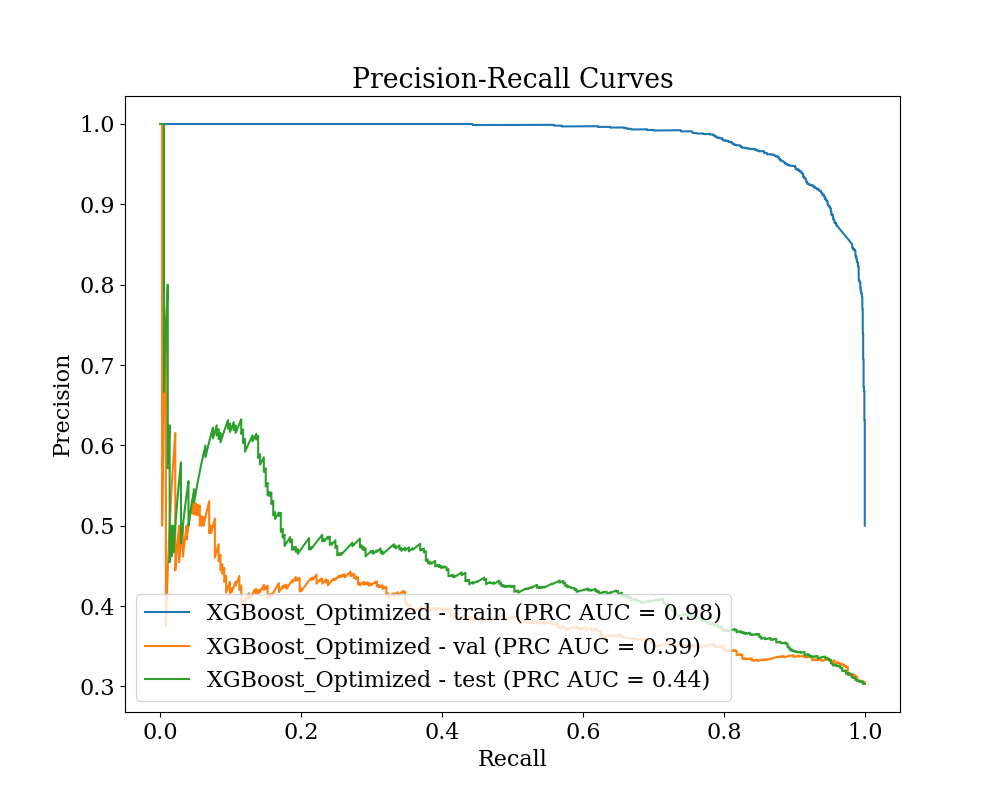 Precision-Recall Curves
Precision
1.0
0.9
0.8
0.7
0.6
0.5
0.4
0.3
XGBoost_Optimized - train (PRC AUC = 0.98)
XGBoost_Optimized - val (PRC AUC = 0.39)
XGBoost_Optimized - test (PRC AUC = 0.44)
0.0 0.2 0.4 0.6 0.8 1.0
Recall